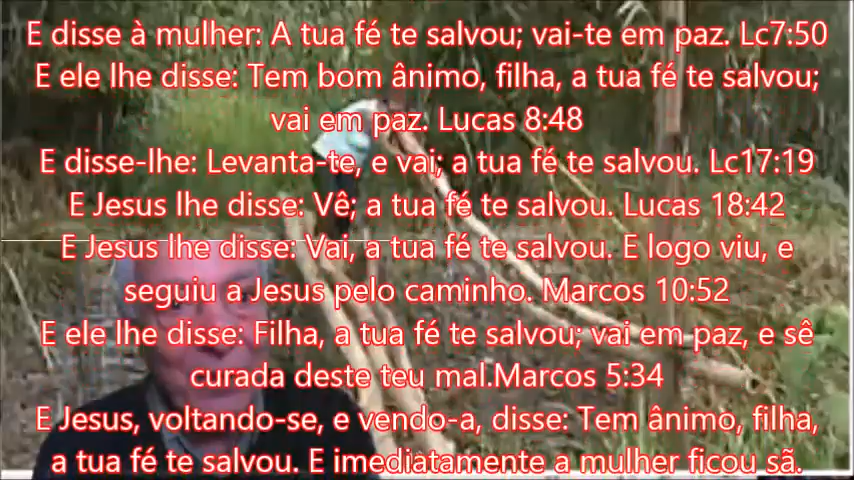 E disse à mulher: A tua fé te salvou; vai-te em paz. Lc7:50
E ele lhe disse: Tem bom ânimo, filha, a tua fé te salvou;
vai em paz. Lucas 8:48
E disse-lhe: Levanta-te, e vai; a tua fé te salvou. Lc17:19
E Jesus lhe disse: Vê; a tua fé te salvou. Lucas 18:42
E Jesus lhe disse: Vai, a tua fé te salvou. E logo viu, e
seguiu a Jesus pelo caminho. Marcos 10:52
E ele lhe disse: Filha, a tua fé te salvou; vai em paz, e sê
curada deste teu mal.Marcos 5:34
E Jesus, voltando-se, e vendo-a, disse: Tem ânimo, filha,
a tua fé te salvou. E imediatamente a mulher ficou sã.